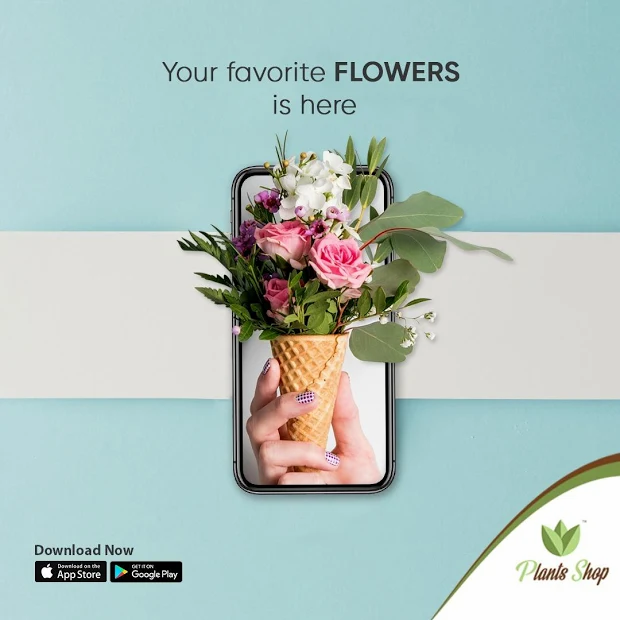 Your favorite FLOWERS
is here
Download Now
Download on the
App Store
GET IT ON
Google Play
Plants Shop
™